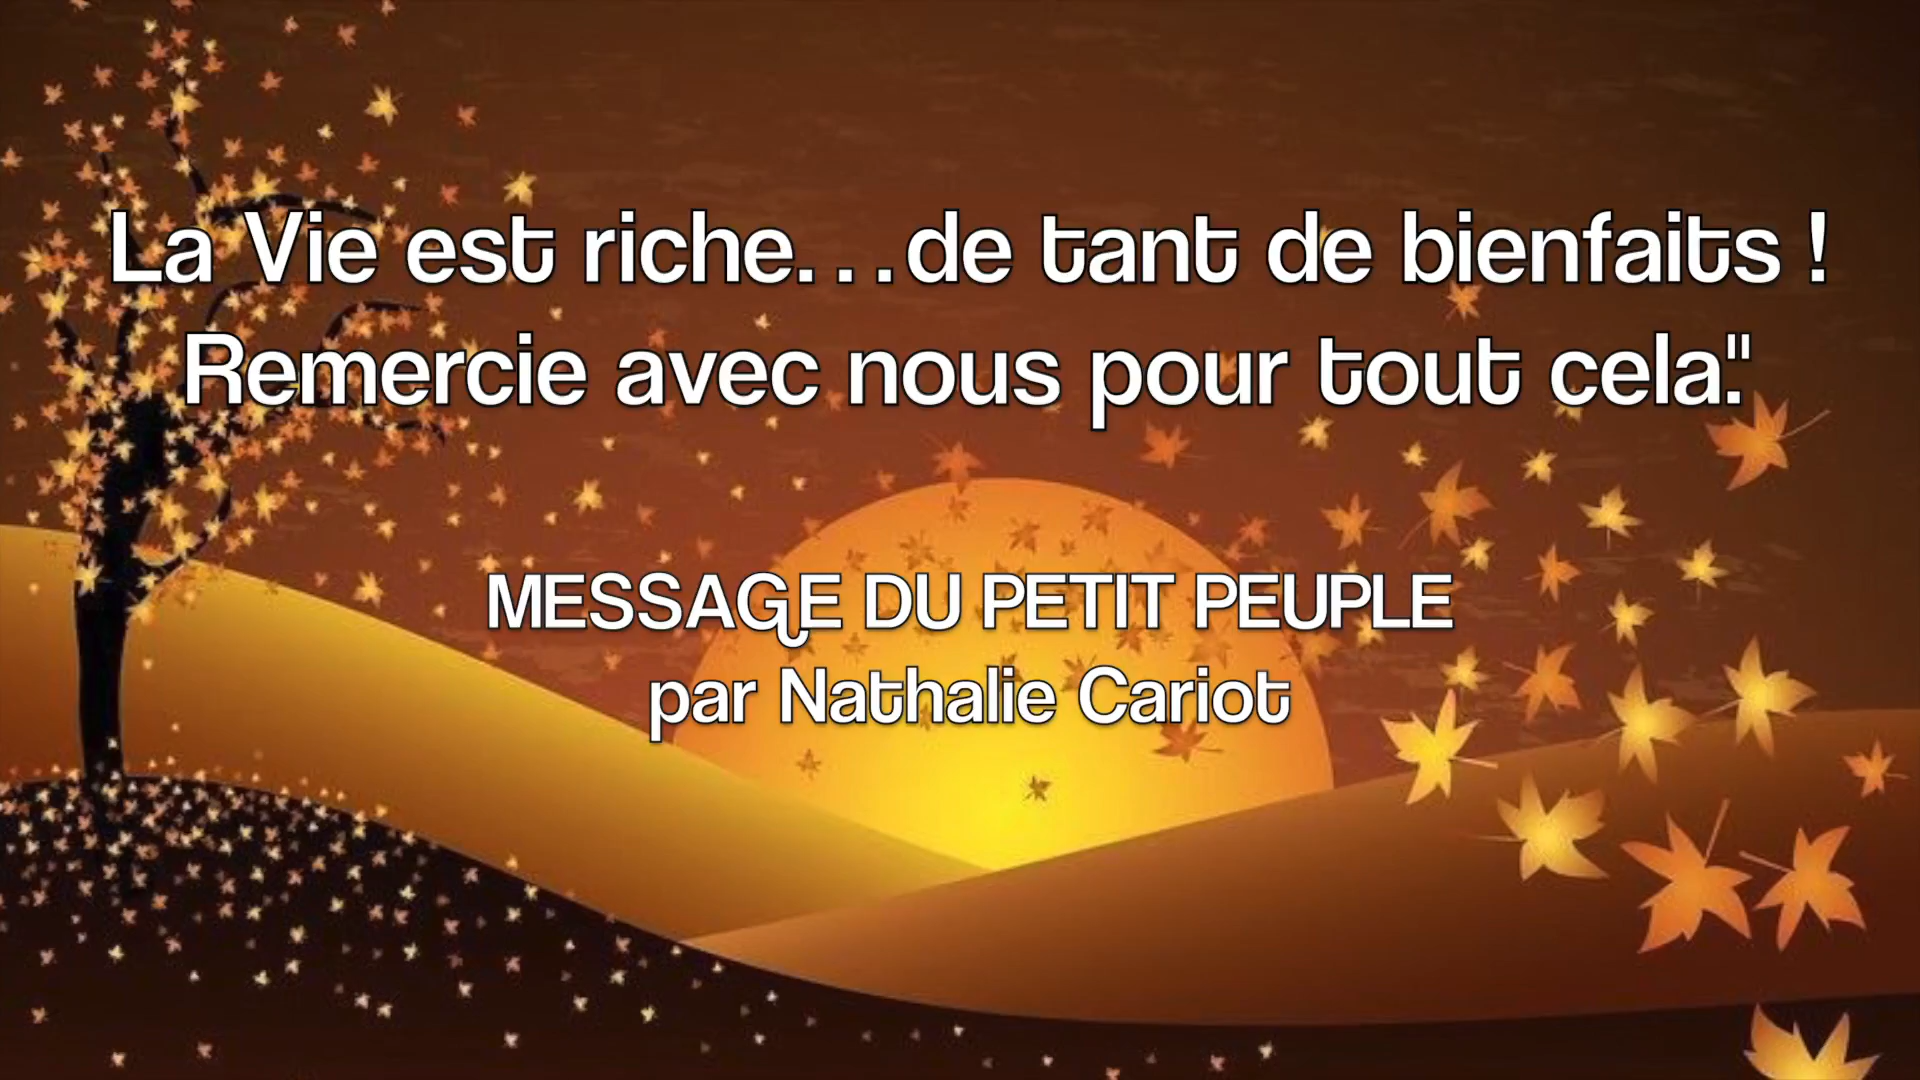 La Vie est riche...de tant de bienfaits !
Remercie avec nous pour tout cela."
MESSAGE DU PETIT PEUPLE
par Nathalie Cariot